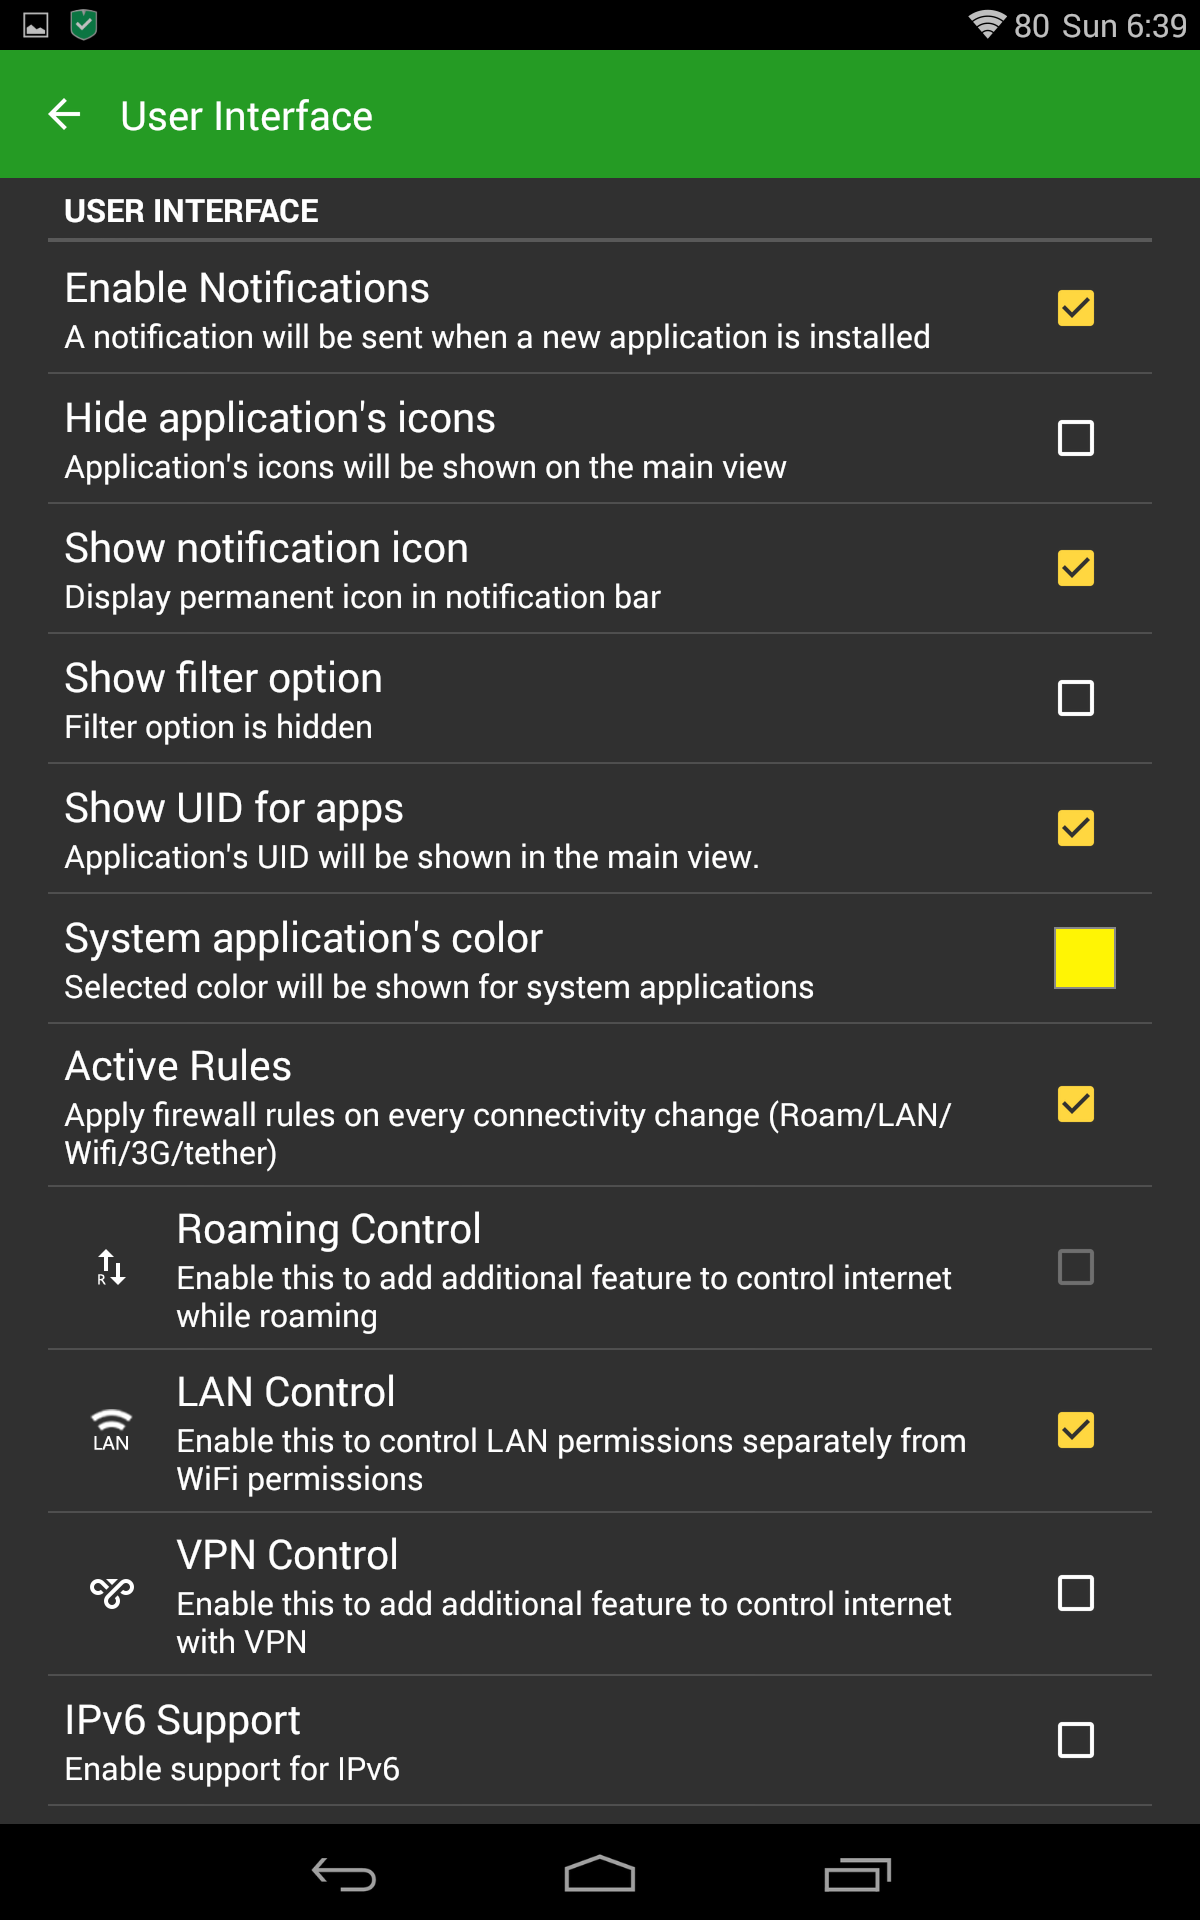 80 Sun 6:39
User Interface
USER INTERFACE
Enable Notifications
A notification will be sent when a new application is installed
Hide application's icons
Application's icons will be shown on the main view
Show notification icon
Display permanent icon in notification bar
Show filter option
Filter option is hidden
Show UID for apps
Application's UID will be shown in the main view.
System application's color
Selected color will be shown for system applications
Active Rules
Apply firewall rules on every connectivity change (Roam/LAN/
Wifi/3G/tether)
R
Roaming Control
Enable this to add additional feature to control internet
while roaming
LAN
LAN Control
Enable this to control LAN permissions separately from
WiFi permissions
VPN Control
Enable this to add additional feature to control internet
with VPN
IPv6 Support
Enable support for IPv6